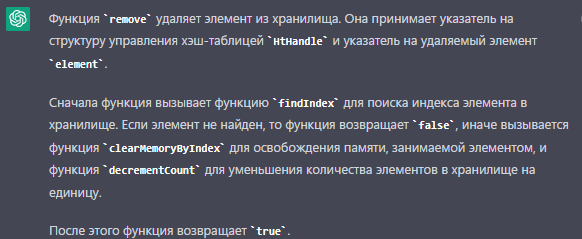 Функция `remove` удаляет элемент из хранилища. Она принимает указатель на
структуру управления хэш-таблицей `HtHandle` и указатель на удаляемый элемент
`element`.
Сначала функция вызывает функцию `findIndex` для поиска индекса элемента в
хранилище. Если элемент не найден, то функция возвращает `false`, иначе вызывается
функция `clearMemoryByIndex` для освобождения памяти, занимаемой элементом, и
функция `decrementCount` для уменьшения количества элементов в хранилище на
единицу.
После этого функция возвращает `true`.